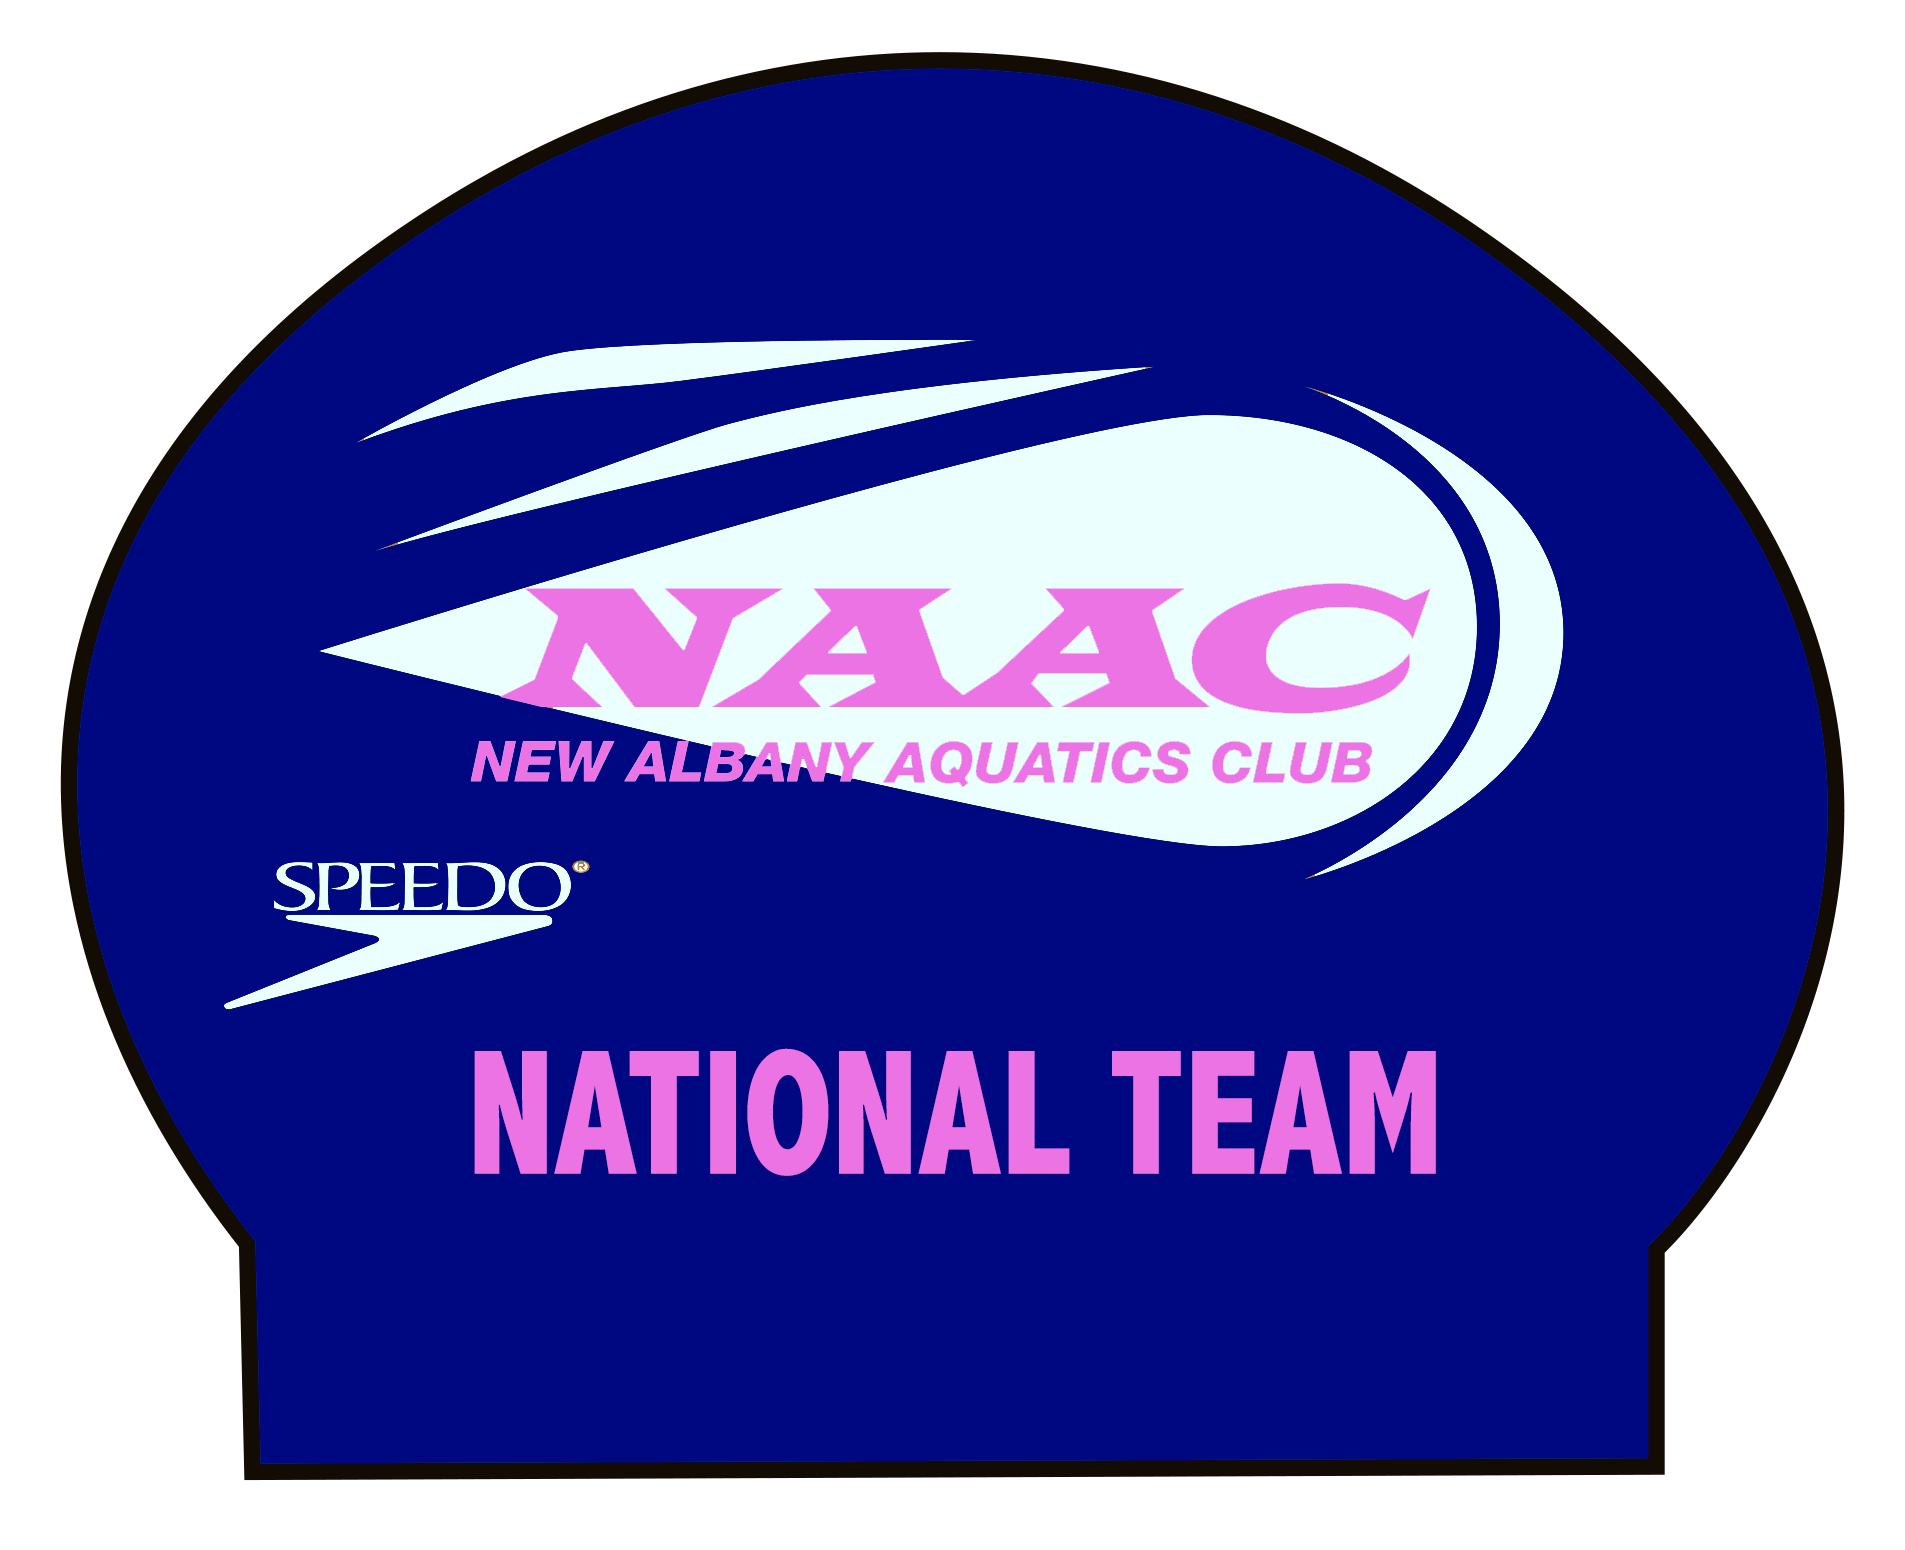 NAAC
NEW ALBANY AQUATICS CLUB
SPEEDO®
NATIONAL TEAM